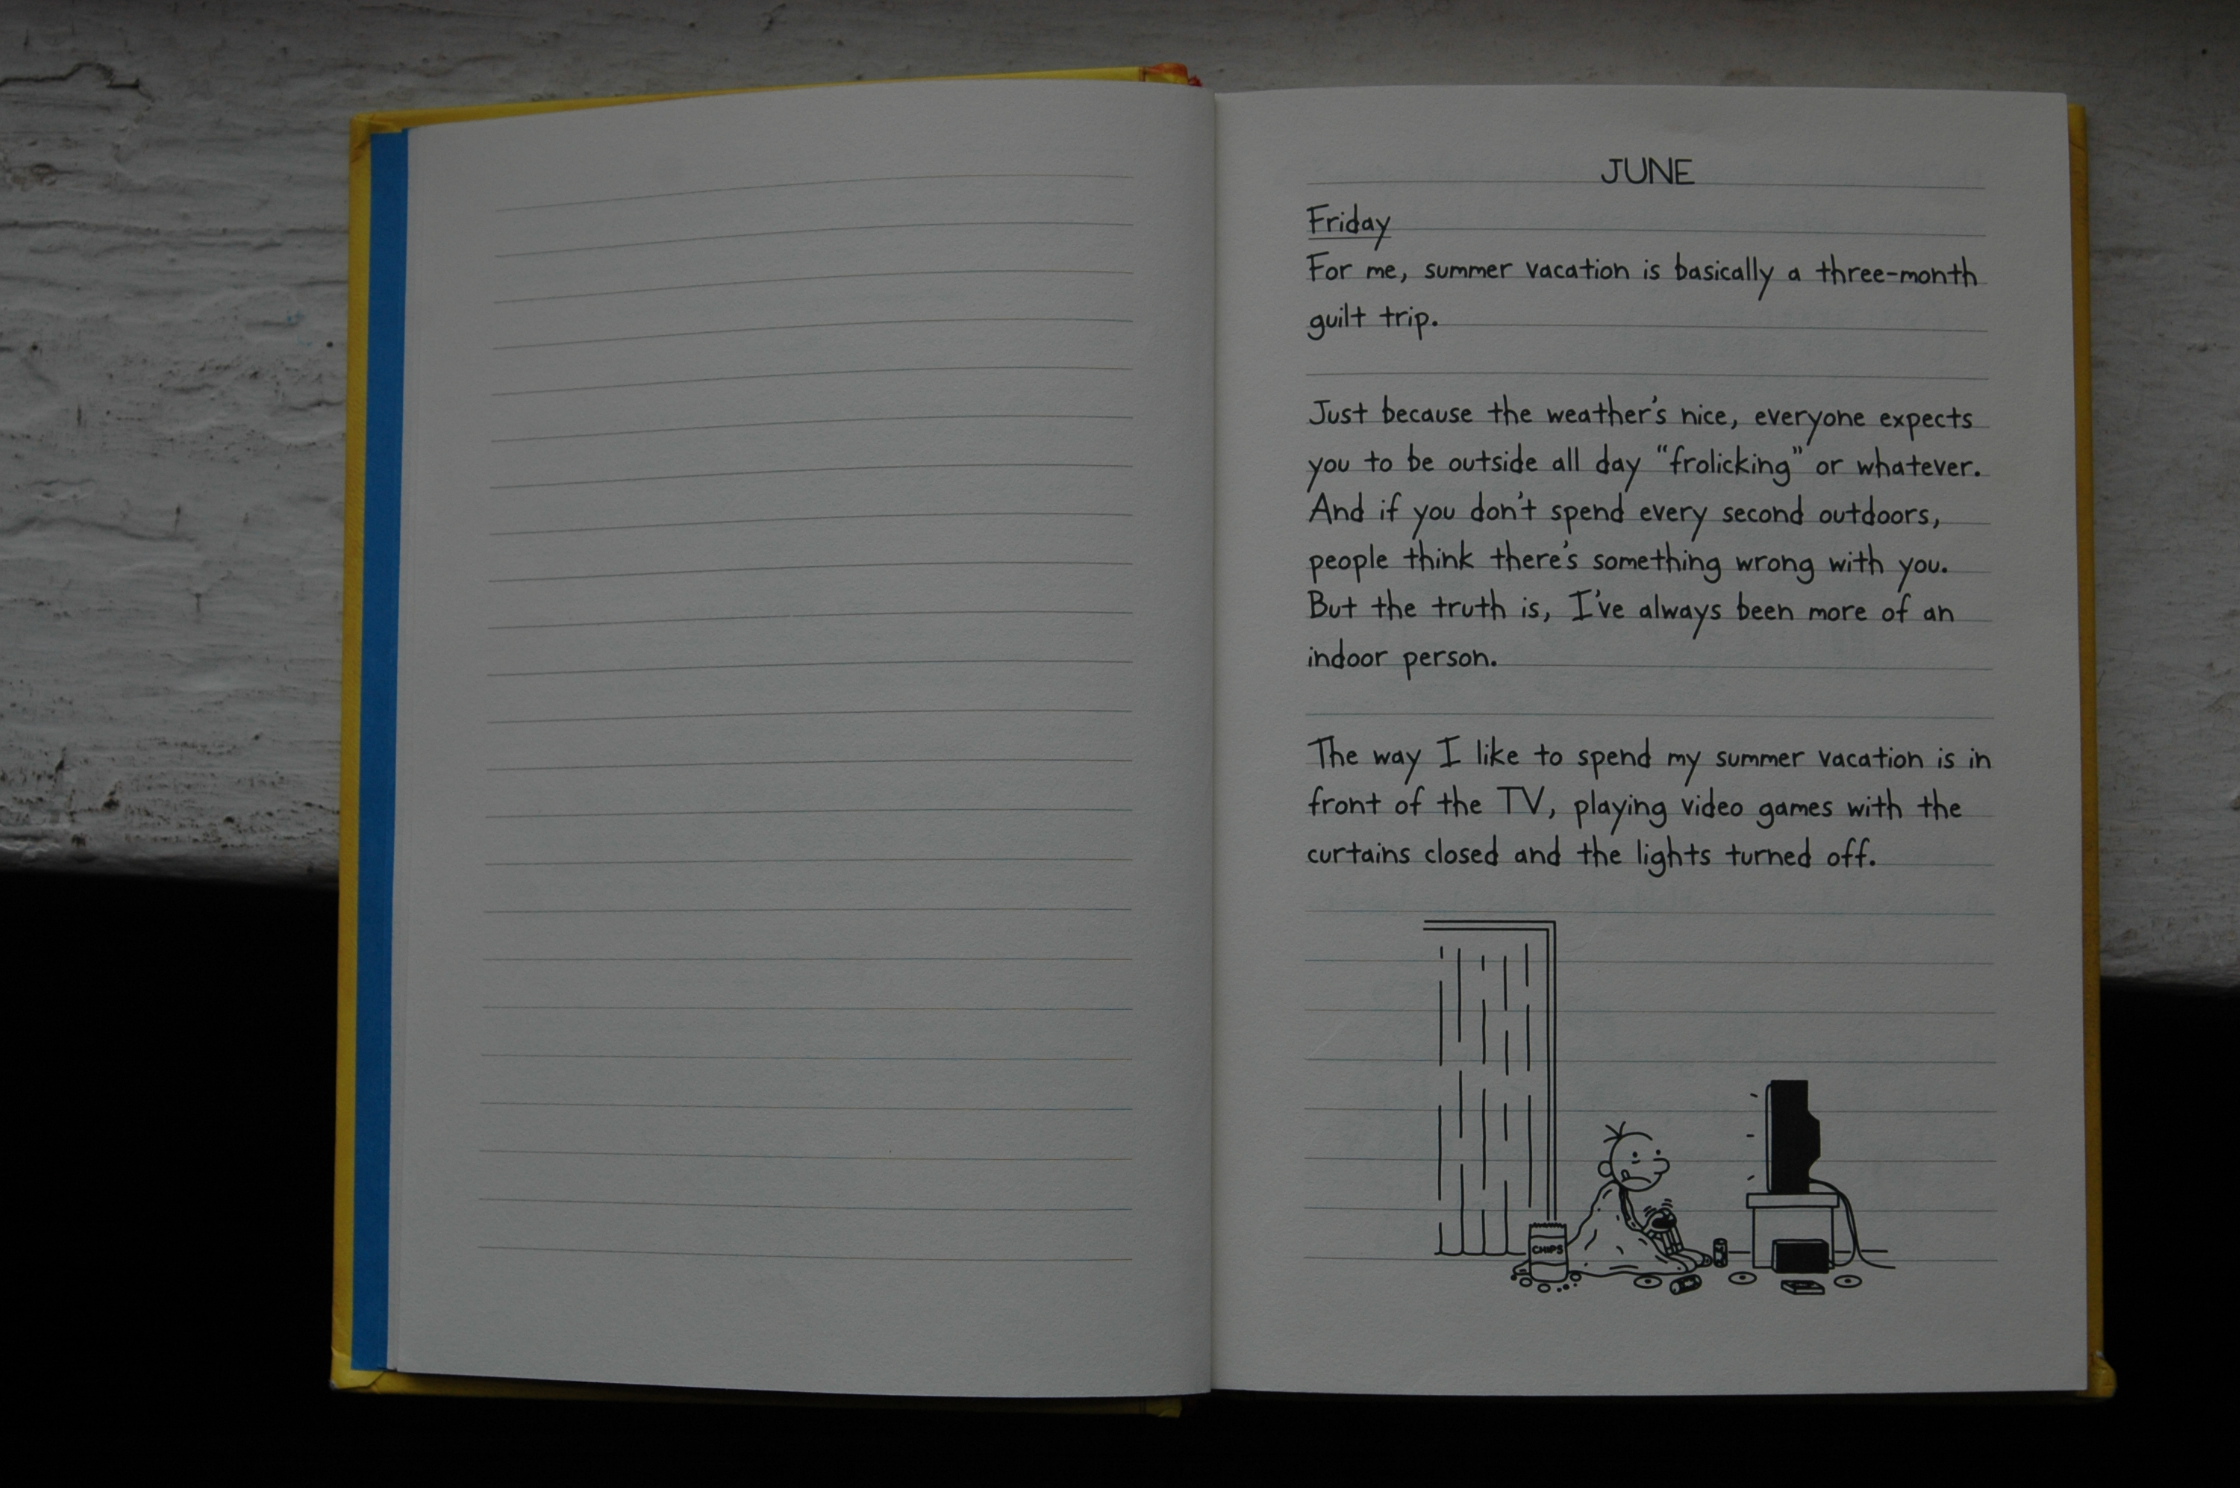 JUNE
Friday
For me, summer vacation is basically a three-month
guilt trip.
Just because the weather's nice, everyone expects
you to be outside all day "frolicking" or whatever.
And if you don't spend every second outdoors,
people think there's something wrong with you.
But the truth is, I've always been more of an
indoor person.
The way I like to spend my summer vacation is in
front of the TV, playing video games with the
curtains closed and the lights turned off.
CHIPS